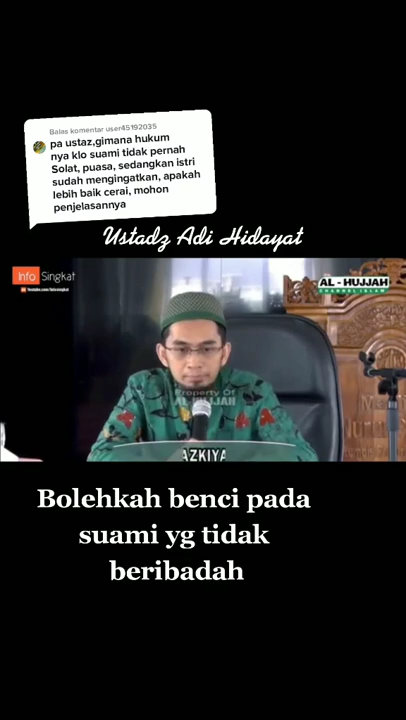 Balas komentar user45192035
pa ustaz,gimana hukum
nya klo suami tidak pernah
Solat, puasa, sedangkan istri
sudah mengingatkan, apakah
lebih baik cerai, mohon
penjelasannya
Ustadz Adi Hidayat
Info Singkat
AL - HUJJAH
CHANNEL ISLAM
Property Of
AL-HUJJAH
AZKIYA
Bolehkah benci pada
suami yg tidak
beribadah